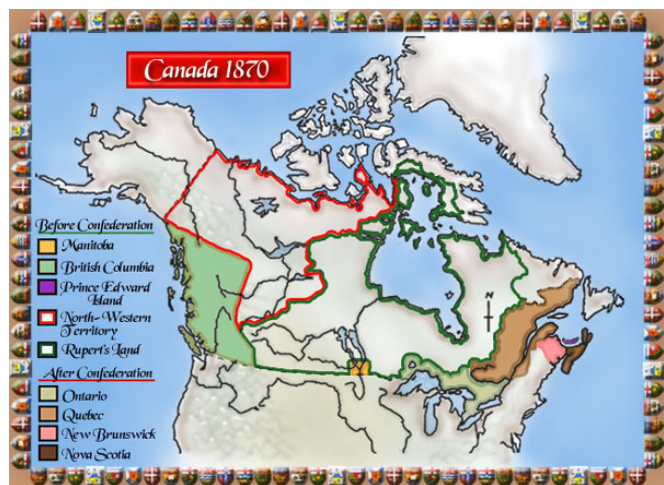 Canada 1870
Before Confederation
Manitoba
British Columbia
Prince Edward
Island
North-Western
Territory
Rupert's Land
After Confederation
Ontario
Quebec
New Brunswick
Nova Scotia
N